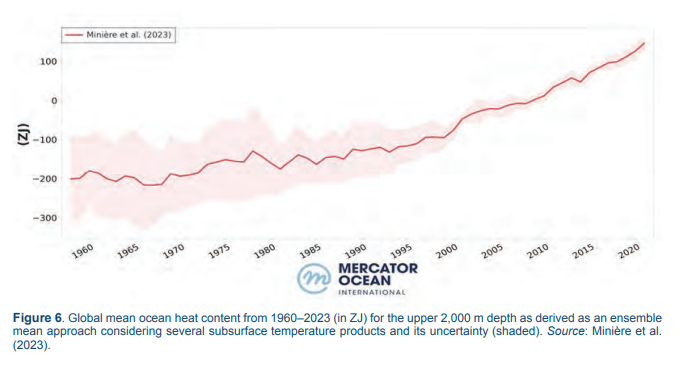 Minière et al. (2023)
100
0
(ZJ)
−100
−200
−300
1960 1965 1970 1975 1980 1985 1990 1995 2000 2005 2010 2015 2020
MERCATOR
OCEAN
INTERNATIONAL
Figure 6. Global mean ocean heat content from 1960–2023 (in ZJ) for the upper 2,000 m depth as derived as an ensemble
mean approach considering several subsurface temperature products and its uncertainty (shaded). Source: Minière et al.
(2023).